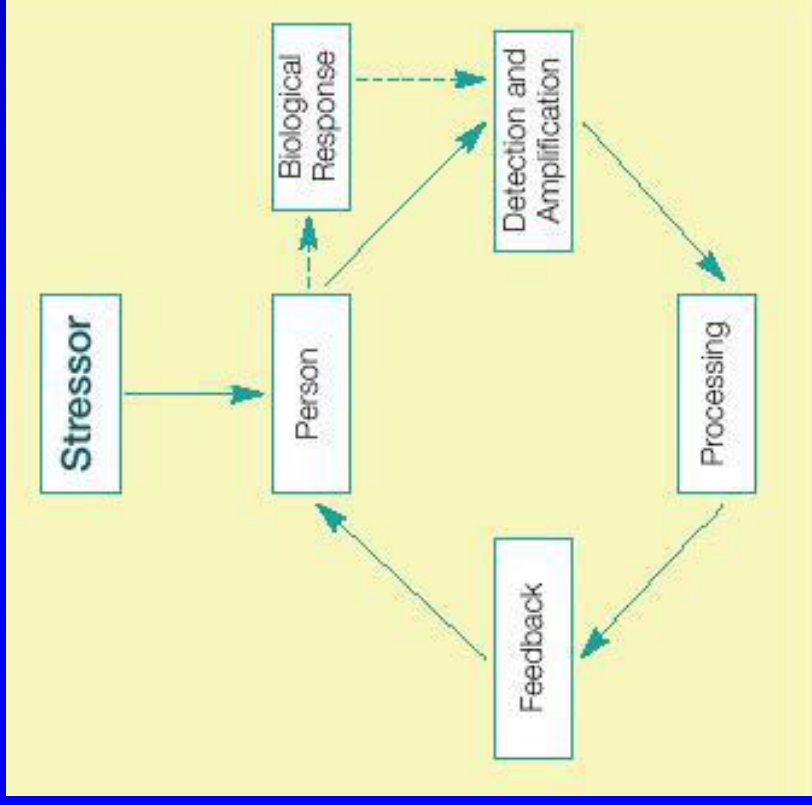 Stressor
Person
Biological
Response
Detection and
Amplification
Processing
Feedback